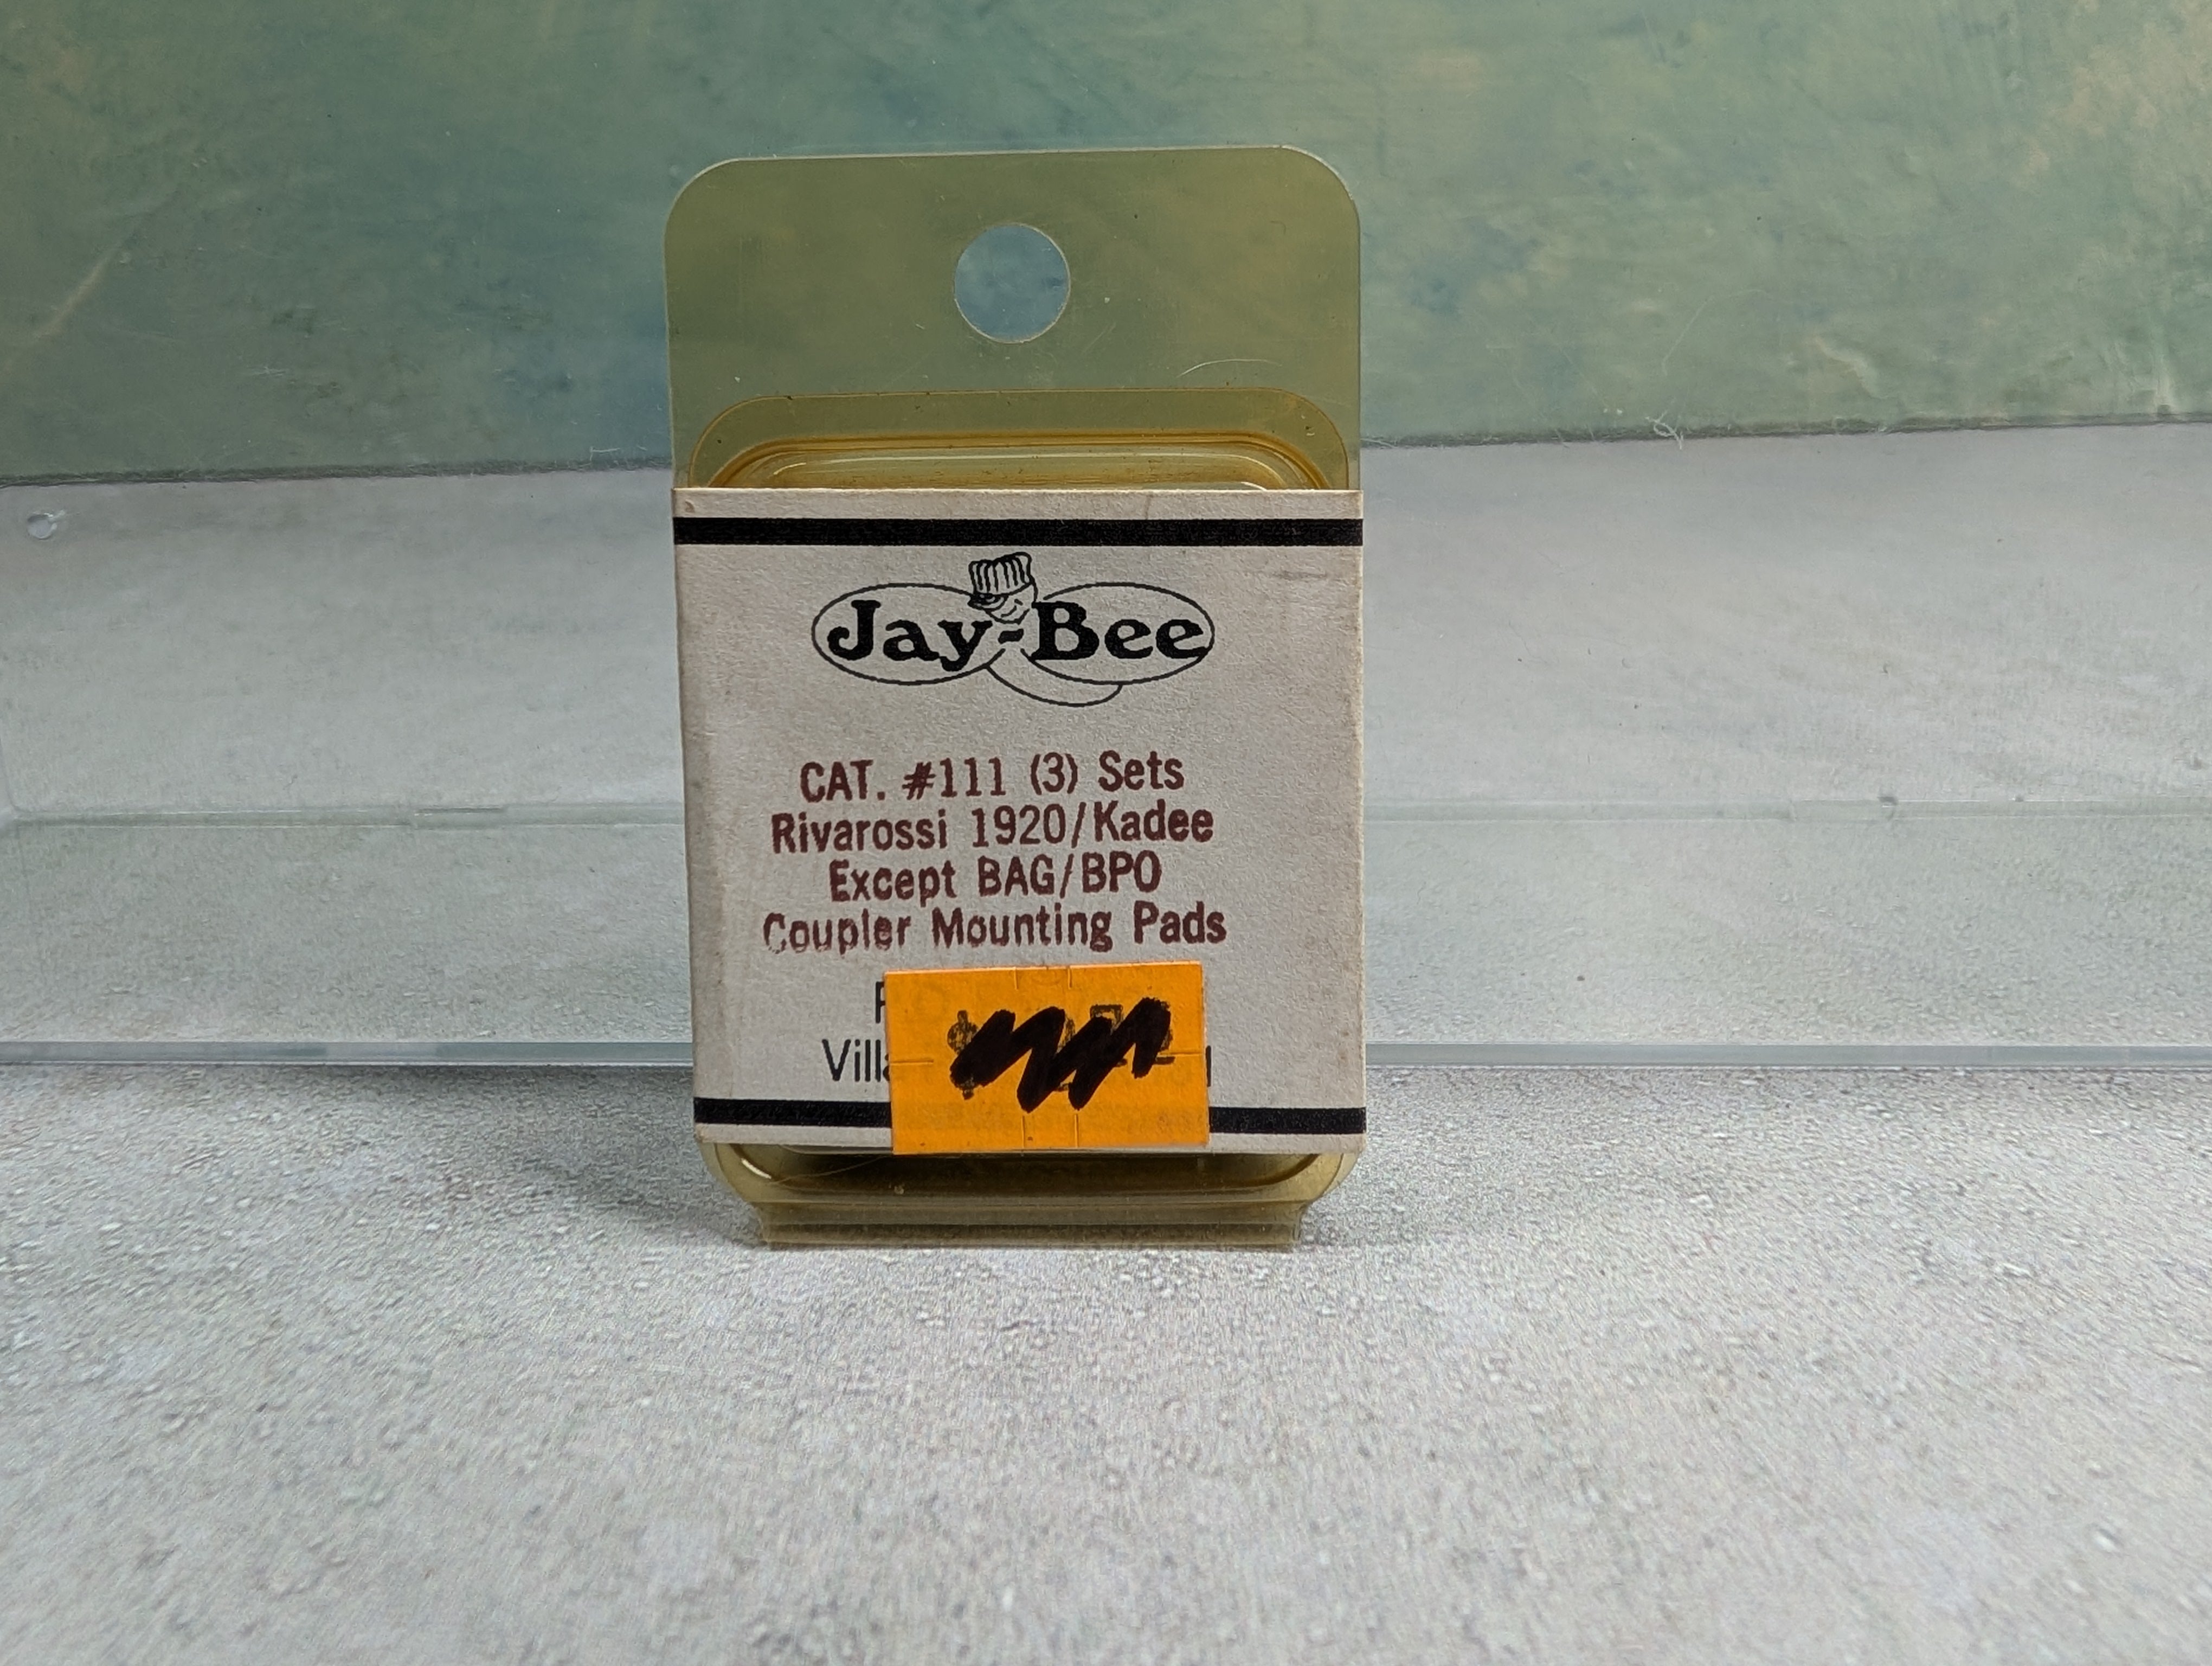 Jay-Bee
CAT. #111 (3) Sets
Rivarossi 1920/Kadee
Except BAG/BPO
Coupler Mounting Pads